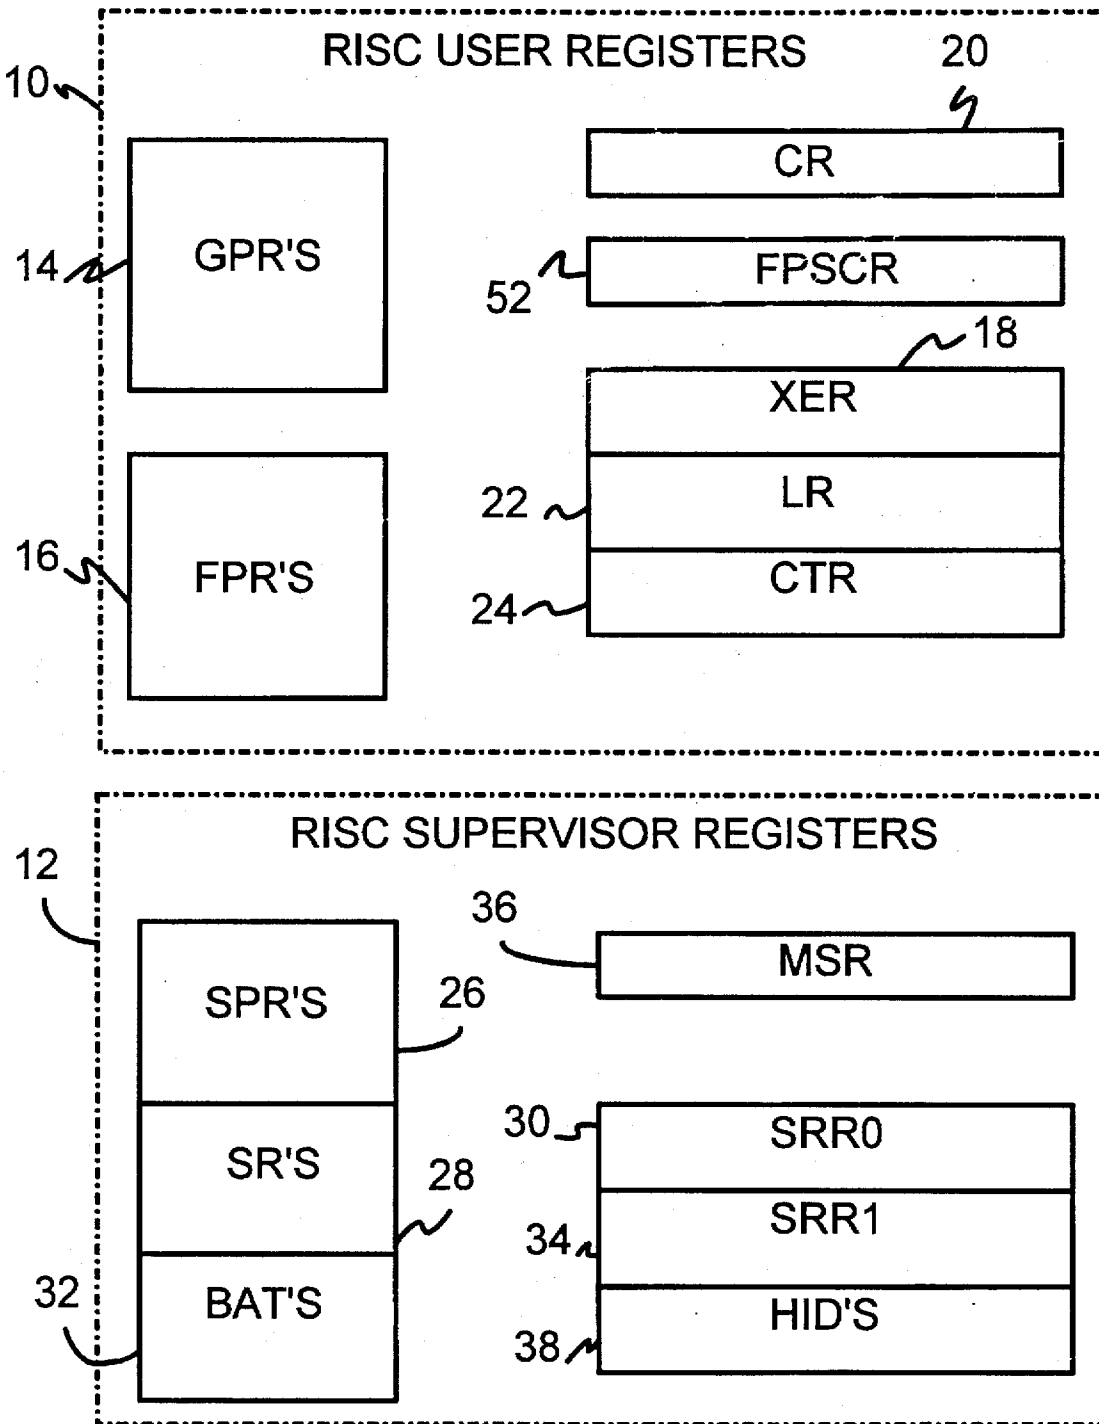 RISC USER REGISTERS
20
10
CR
GPR'S
14
FPSCR
52
18
XER
LR
22
16
FPR'S
CTR
24
RISC SUPERVISOR REGISTERS
12
36
MSR
SPR'S
26
30
SRR0
SR'S
28
SRR1
34
32
BAT'S
HID'S
38